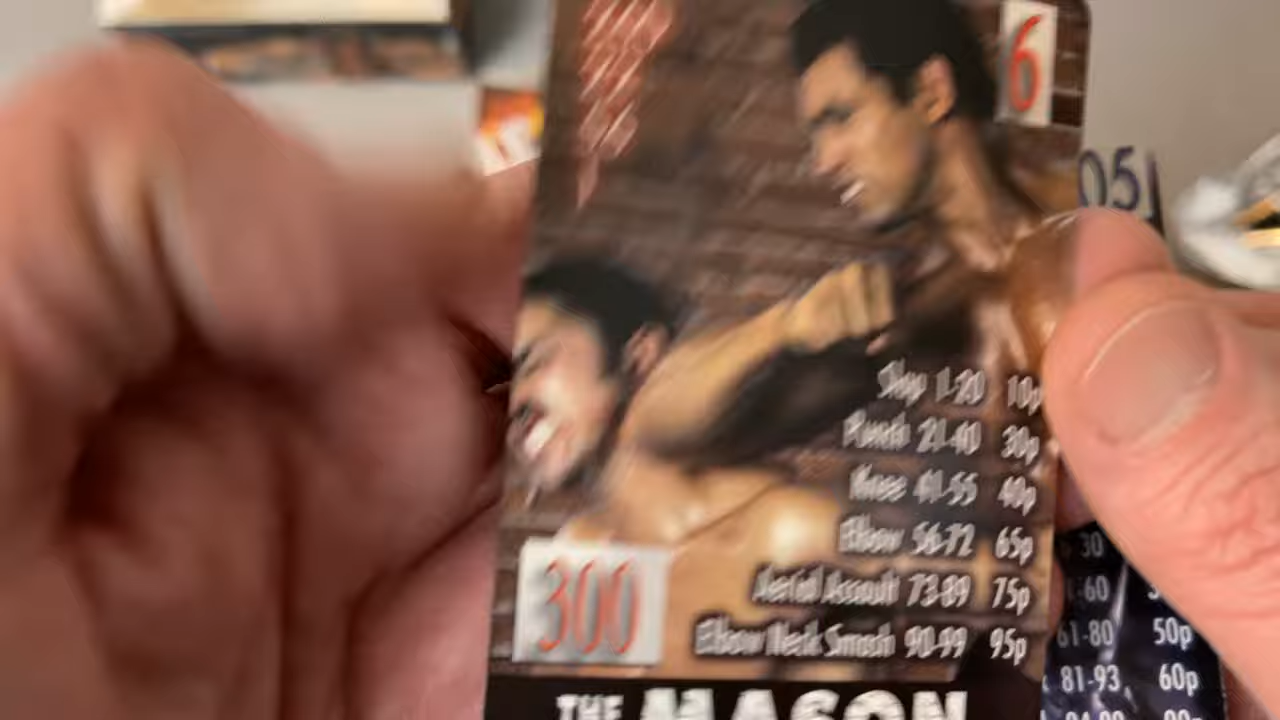 6
051
Slap 1-20 10p
Punch 21-40 30p
Knee 41-55 40p
Elbow 56-72 65p
Aerial Assault 73-89 75p
Elbow Neck Smash 90-99 95p
300
THE MASON
30
-60
61-80 50p
81-93 60p